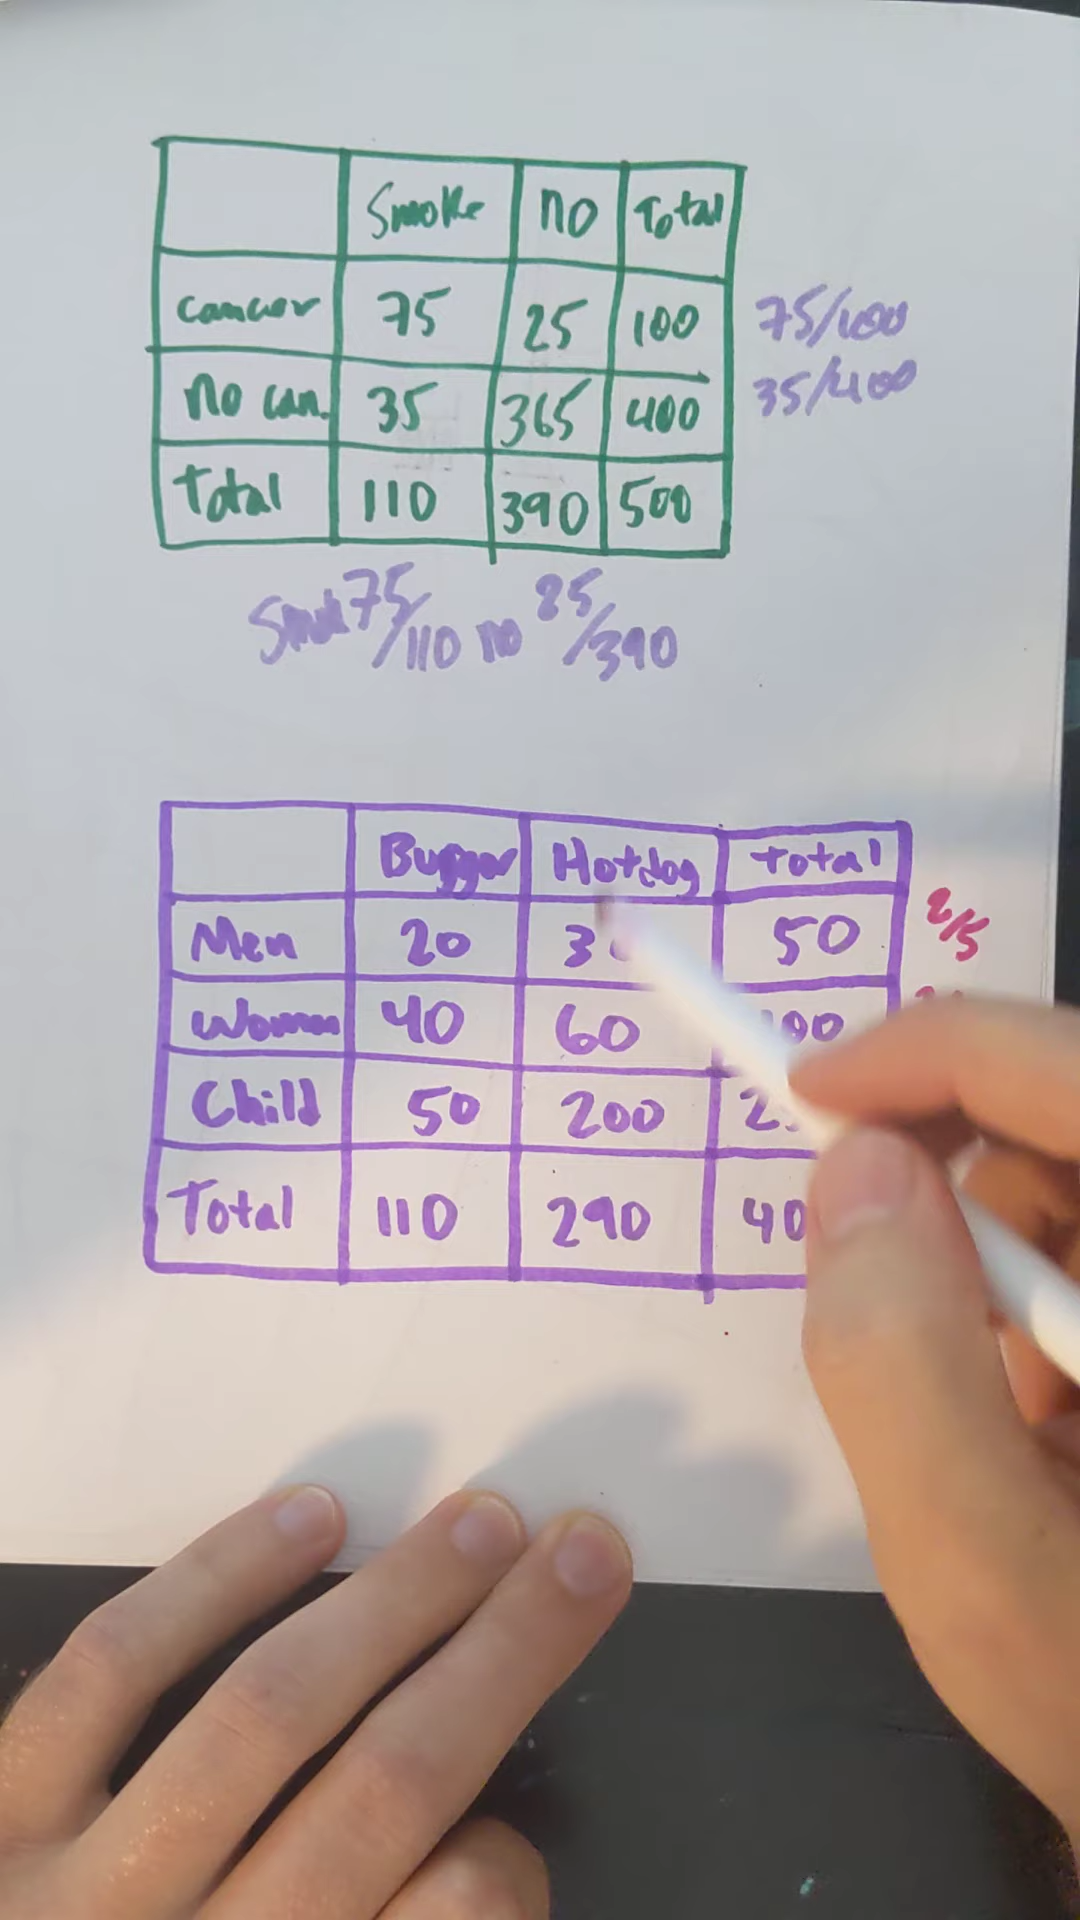 Smoke no Total
cancer 75 25 100 75/100
no can. 35 365 400 35/400
Total 110 390 500
75/110 no 25/390
Bugger Hotdog total
Men 20 50 2/5
Women 40 60
Child 50 200
Total 110 290